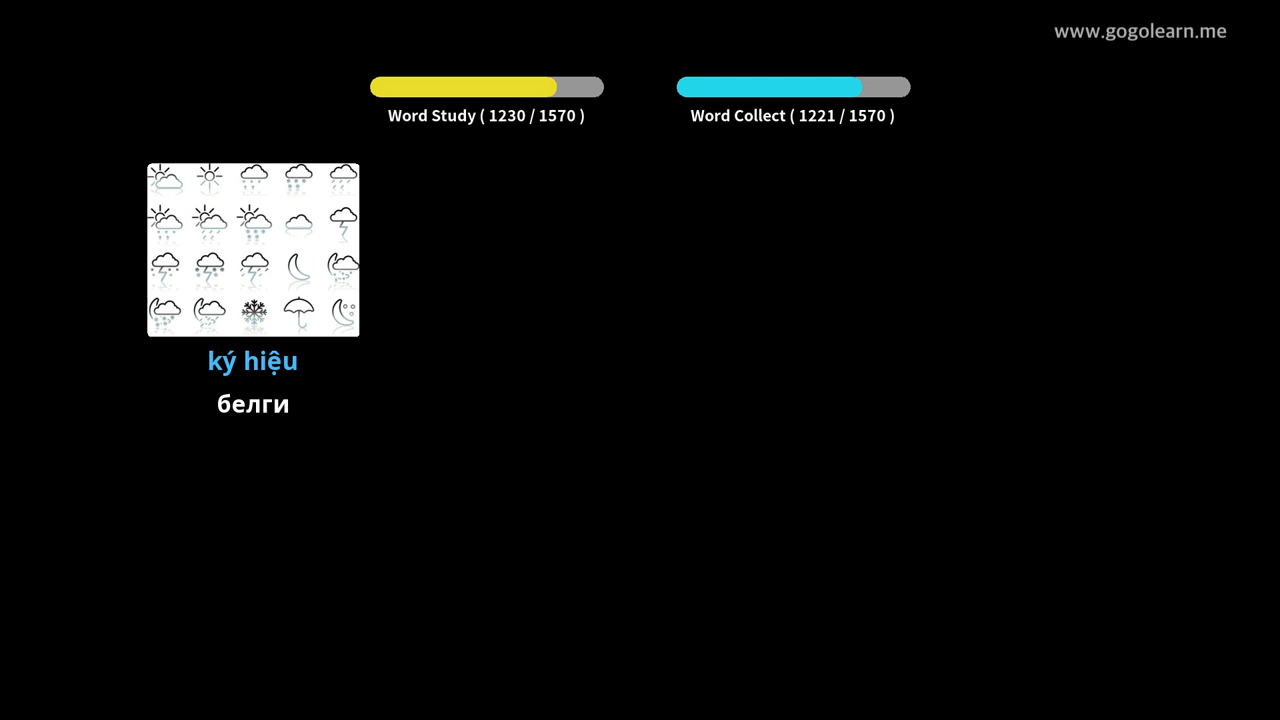 www.gogolearn.me
Word Study ( 1230 / 1570 )
Word Collect ( 1221 / 1570 )
ký hiệu
белги